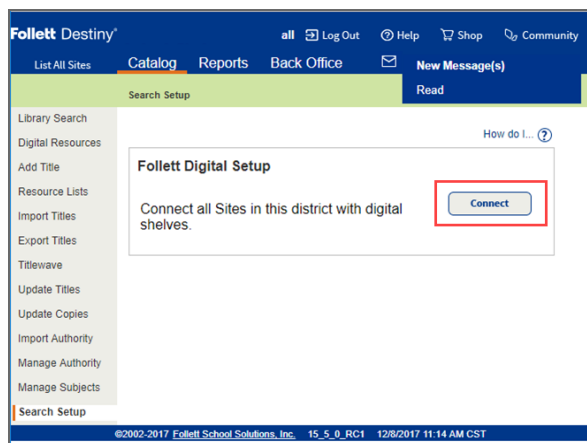 Follett Destiny®
all Log Out Help Shop Community
List All Sites Catalog Reports Back Office New Message(s)
Search Setup Read
Library Search
Digital Resources
Add Title
Resource Lists
Import Titles
Export Titles
Titlewave
Update Titles
Update Copies
Import Authority
Manage Authority
Manage Subjects
Search Setup
How do I... ?
Follett Digital Setup
Connect all Sites in this district with digital
shelves.
Connect
©2002-2017 Follett School Solutions, Inc. 15_5_0_RC1 12/8/2017 11:14 AM CST